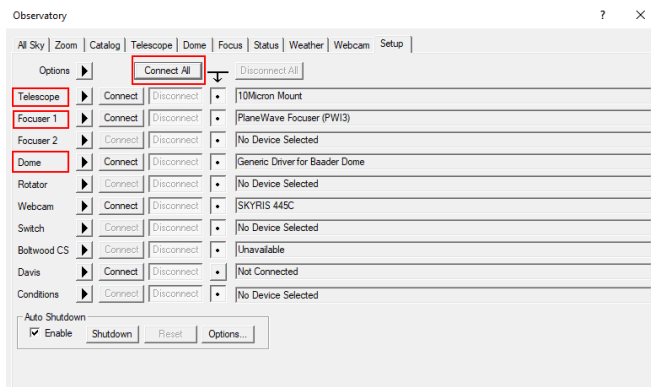 Observatory ? ×
All Sky Zoom Catalog Telescope Dome Focus Status Weather Webcam Setup
Options Connect All Disconnect All
Telescope Connect Disconnect 10Micron Mount
Focuser 1 Connect Disconnect PlaneWave Focuser (PWI3)
Focuser 2 Connect Disconnect No Device Selected
Dome Connect Disconnect Generic Driver for Baader Dome
Rotator Connect Disconnect No Device Selected
Webcam Connect Disconnect SKYRIS 445C
Switch Connect Disconnect No Device Selected
Boltwood CS Connect Disconnect Unavailable
Davis Connect Disconnect Not Connected
Conditions Connect Disconnect No Device Selected
Auto Shutdown
Enable Shutdown Reset Options...